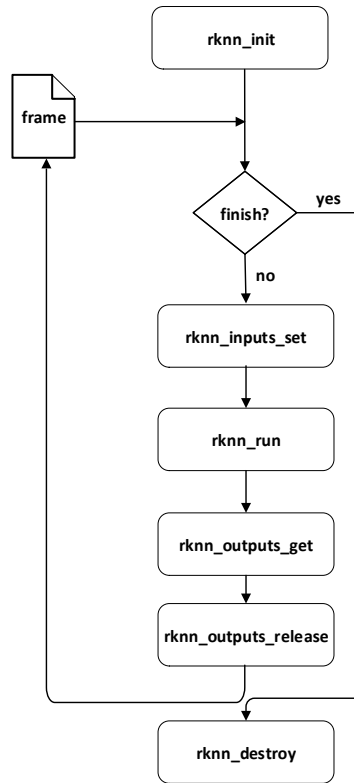 rknn_init
frame
finish?
yes
no
rknn_inputs_set
rknn_run
rknn_outputs_get
rknn_outputs_release
rknn_destroy